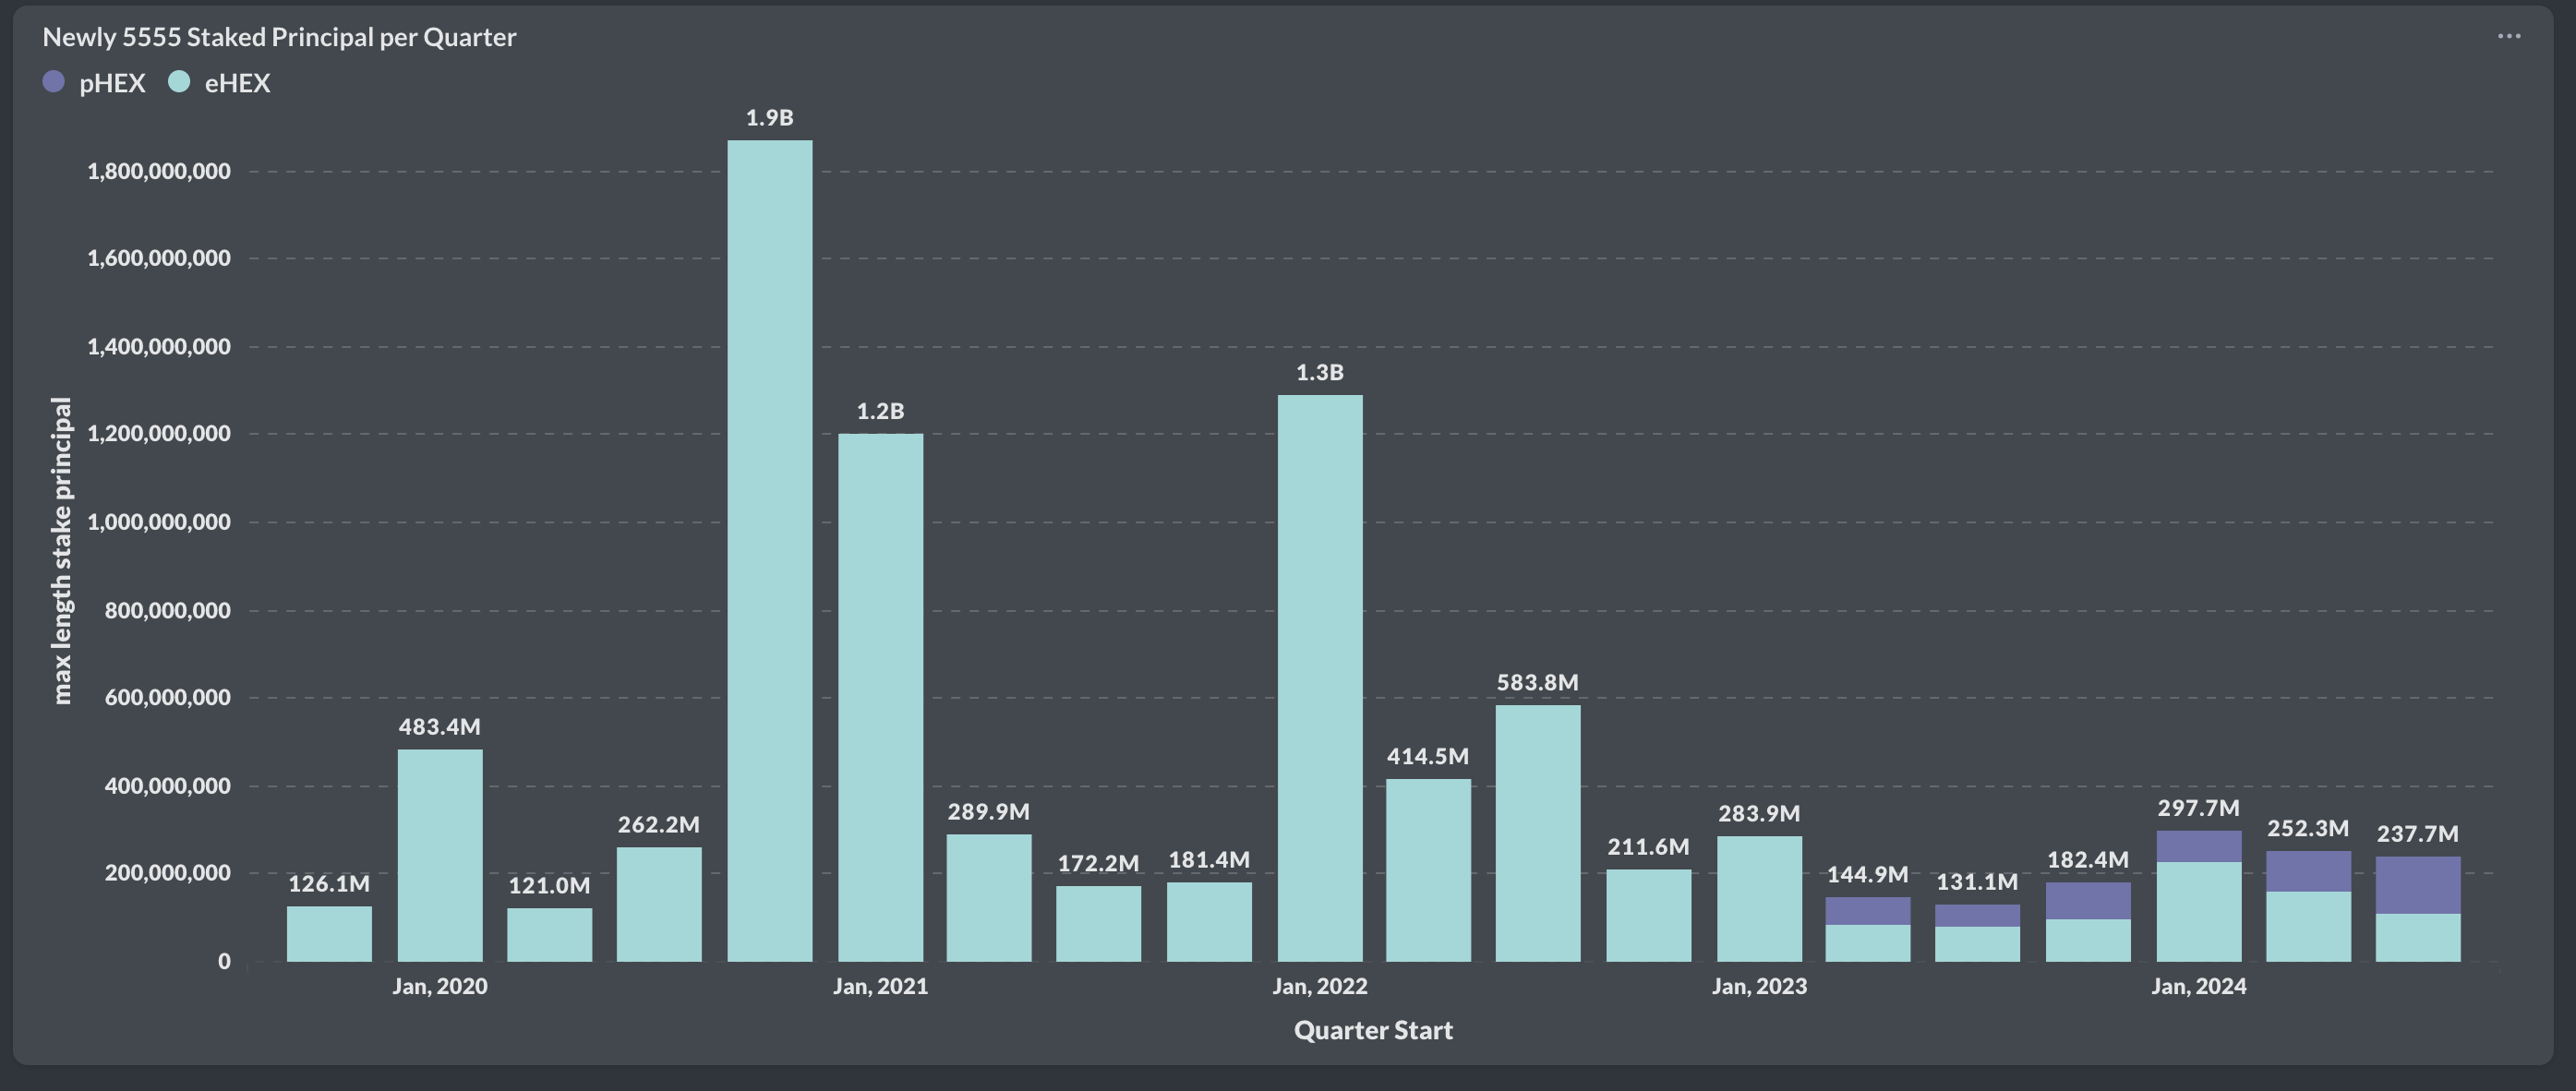 Newly 5555 Staked Principal per Quarter
pHEX eHEX
max length stake principal
1,800,000,000
1,600,000,000
1,400,000,000
1,200,000,000
1,000,000,000
800,000,000
600,000,000
400,000,000
200,000,000
0
126.1M
483.4M
121.0M
262.2M
1.9B
1.2B
289.9M
172.2M
181.4M
1.3B
414.5M
583.8M
211.6M
283.9M
144.9M
131.1M
182.4M
297.7M
252.3M
237.7M
Jan, 2020
Jan, 2021
Jan, 2022
Jan, 2023
Jan, 2024
Quarter Start